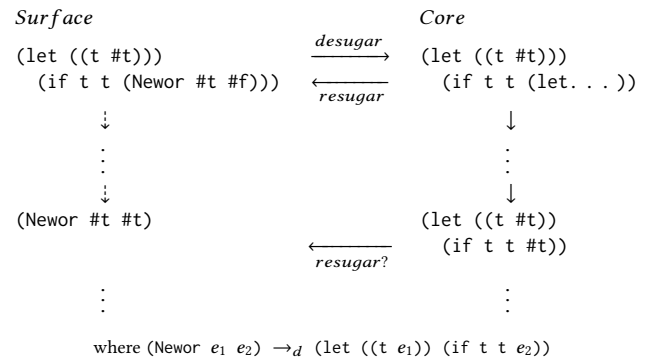 Surface Core
(let ((t #t))) desugar (let ((t #t)))
(if t t (Newor #t #f))) resugar (if t t (let. . . ))
(Newor #t #t) (let ((t #t))
(if t t #t))
resugar?
where (Newor e₁ e₂) →d (let ((t e₁)) (if t t e₂))